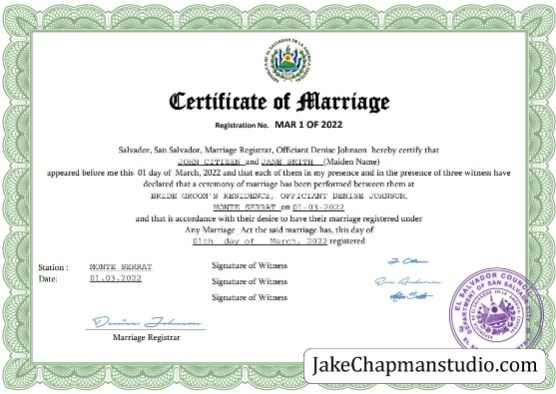 Certificate of Marriage
Registration No. MAR 1 OF 2022
Salvador, San Salvador, Marriage Registrar, Officiant Denise Johnson hereby certify that
JOHN CITIZEN and JANE SMITH (Maiden Name)
appeared before me this 01 day of March, 2022 and that each of them in my presence and in the presence of three witness have
declared that a ceremony of marriage has been performed between them at
BRIDE GROOM'S RESIDENCE, OFFICIANT DENISE JOHNSON,
MONTE SERRAT on 01-03-2022
and that is accordance with their desire to have their marriage registered under
Any Marriage Act the said marriage has, this day of
01th day of March, 2022 registered
Station : MONTE SERRAT
Date: 01.03.2022
Signature of Witness
Signature of Witness
Signature of Witness
Denise Johnson
Marriage Registrar
EL SALVADOR COUNCIL
DEPARTMENT OF SAN SALVADOR
JakeChapmanstudio.com